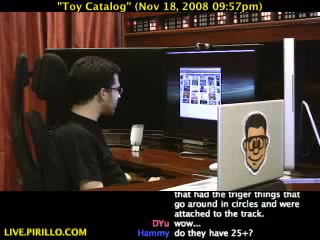 "Toy Catalog" (Nov 18, 2008 09:57pm)
that had the triger things that
go around in circles and were
attached to the track.
DYu wow...
Hammy do they have 25+?
LIVE.PIRILLO.COM